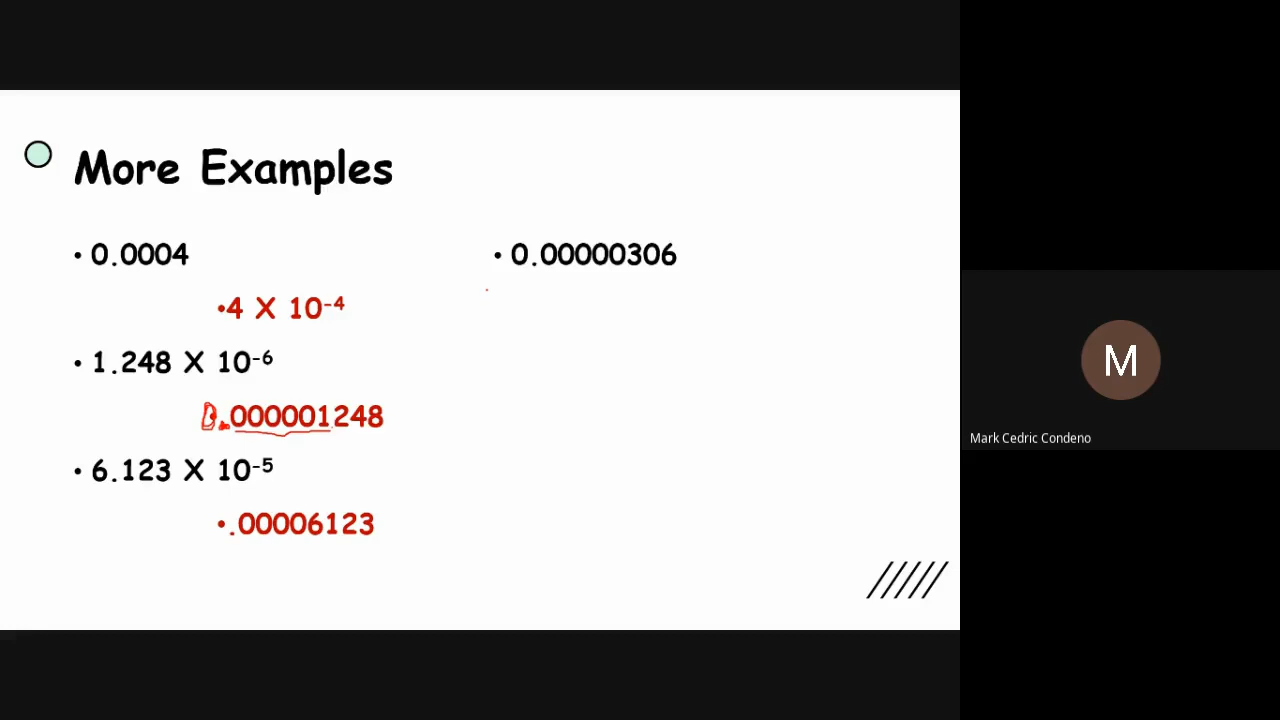 More Examples
• 0.0004
•4 X 10⁻⁴
• 1.248 X 10⁻⁶
0.000001248
• 6.123 X 10⁻⁵
•.00006123
• 0.00000306
M
Mark Cedric Condeno